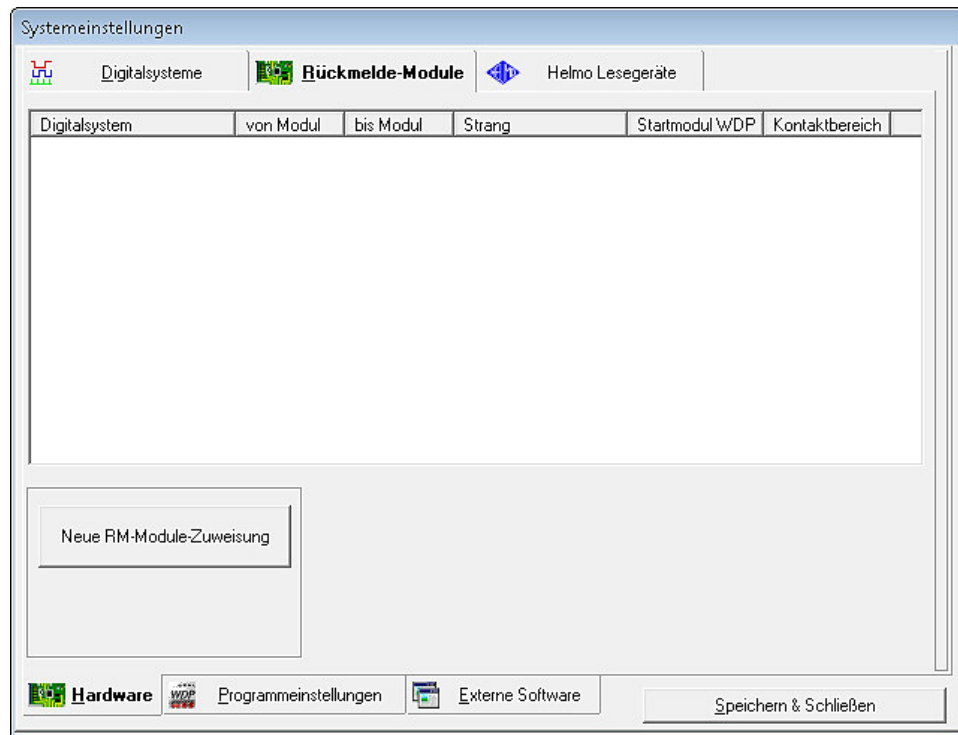 Systemeinstellungen
Digitalsysteme Rückmelde-Module Helmo Lesegeräte
Digitalsystem von Modul bis Modul Strang Startmodul WDP Kontaktbereich
Neue RM-Module-Zuweisung
Hardware WDP Programmeinstellungen Externe Software Speichern & Schließen